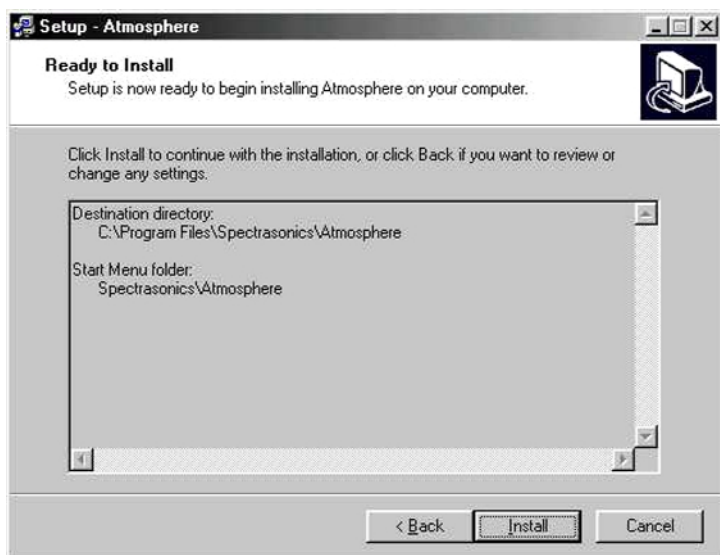 Setup - Atmosphere
Ready to Install
Setup is now ready to begin installing Atmosphere on your computer.
Click Install to continue with the installation, or click Back if you want to review or
change any settings.
Destination directory:
C:\Program Files\Spectrasonics\Atmosphere
Start Menu folder:
Spectrasonics\Atmosphere
< Back
Install
Cancel